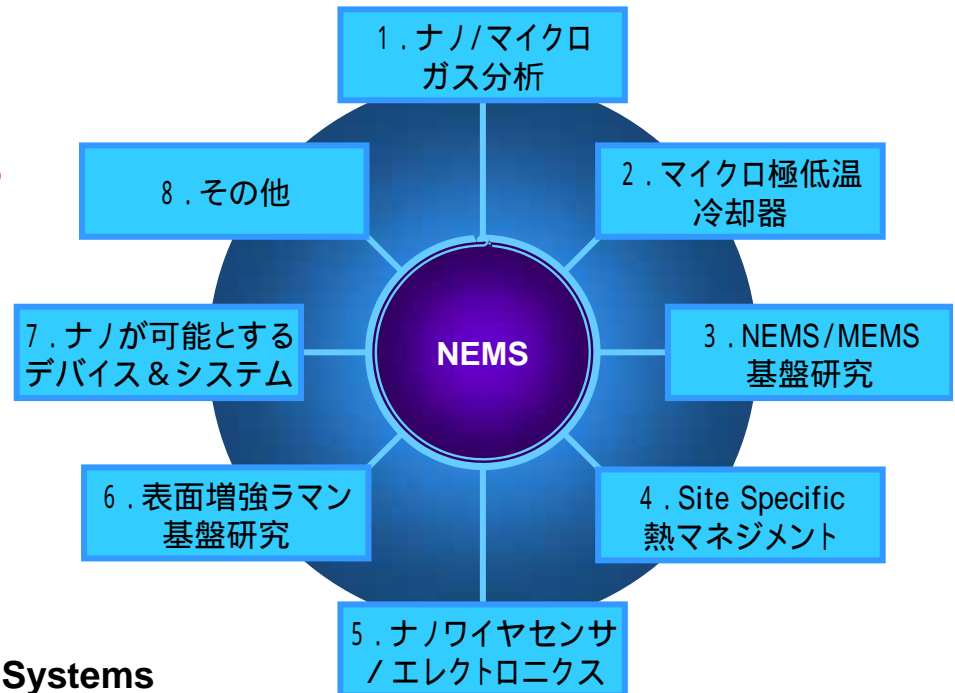 1．ナノ/マイクロ
ガス分析
2．マイクロ極低温
冷却器
3．NEMS/MEMS
基盤研究
4．Site Specific
熱マネジメント
5．ナノワイヤセンサ
/エレクトロニクス
6．表面増強ラマン
基盤研究
7．ナノが可能とする
デバイス＆システム
8．その他
NEMS
Systems